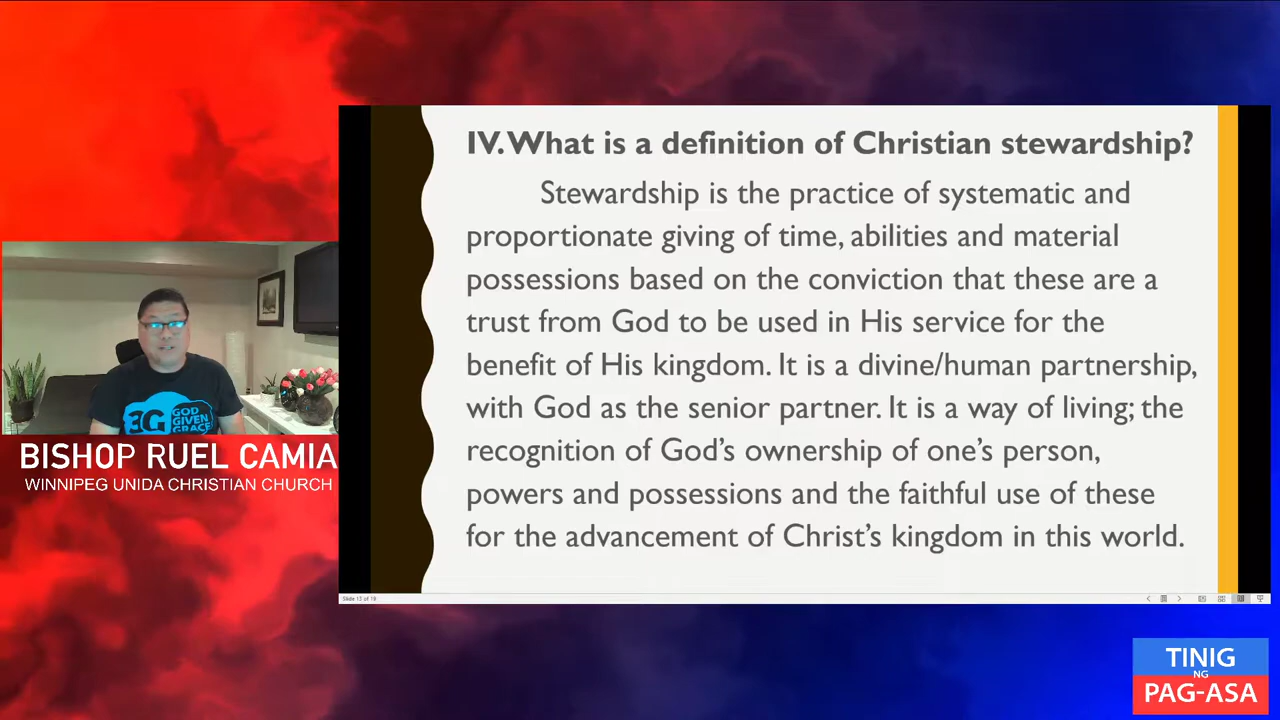 IV. What is a definition of Christian stewardship?
Stewardship is the practice of systematic and
proportionate giving of time, abilities and material
possessions based on the conviction that these are a
trust from God to be used in His service for the
benefit of His kingdom. It is a divine/human partnership,
with God as the senior partner. It is a way of living; the
recognition of God's ownership of one's person,
powers and possessions and the faithful use of these
for the advancement of Christ's kingdom in this world.
Slide 13 of 19
3G GOD
GIVEN
GRACE
BISHOP RUEL CAMIA
WINNIPEG UNIDA CHRISTIAN CHURCH
TINIG
NG
PAG-ASA